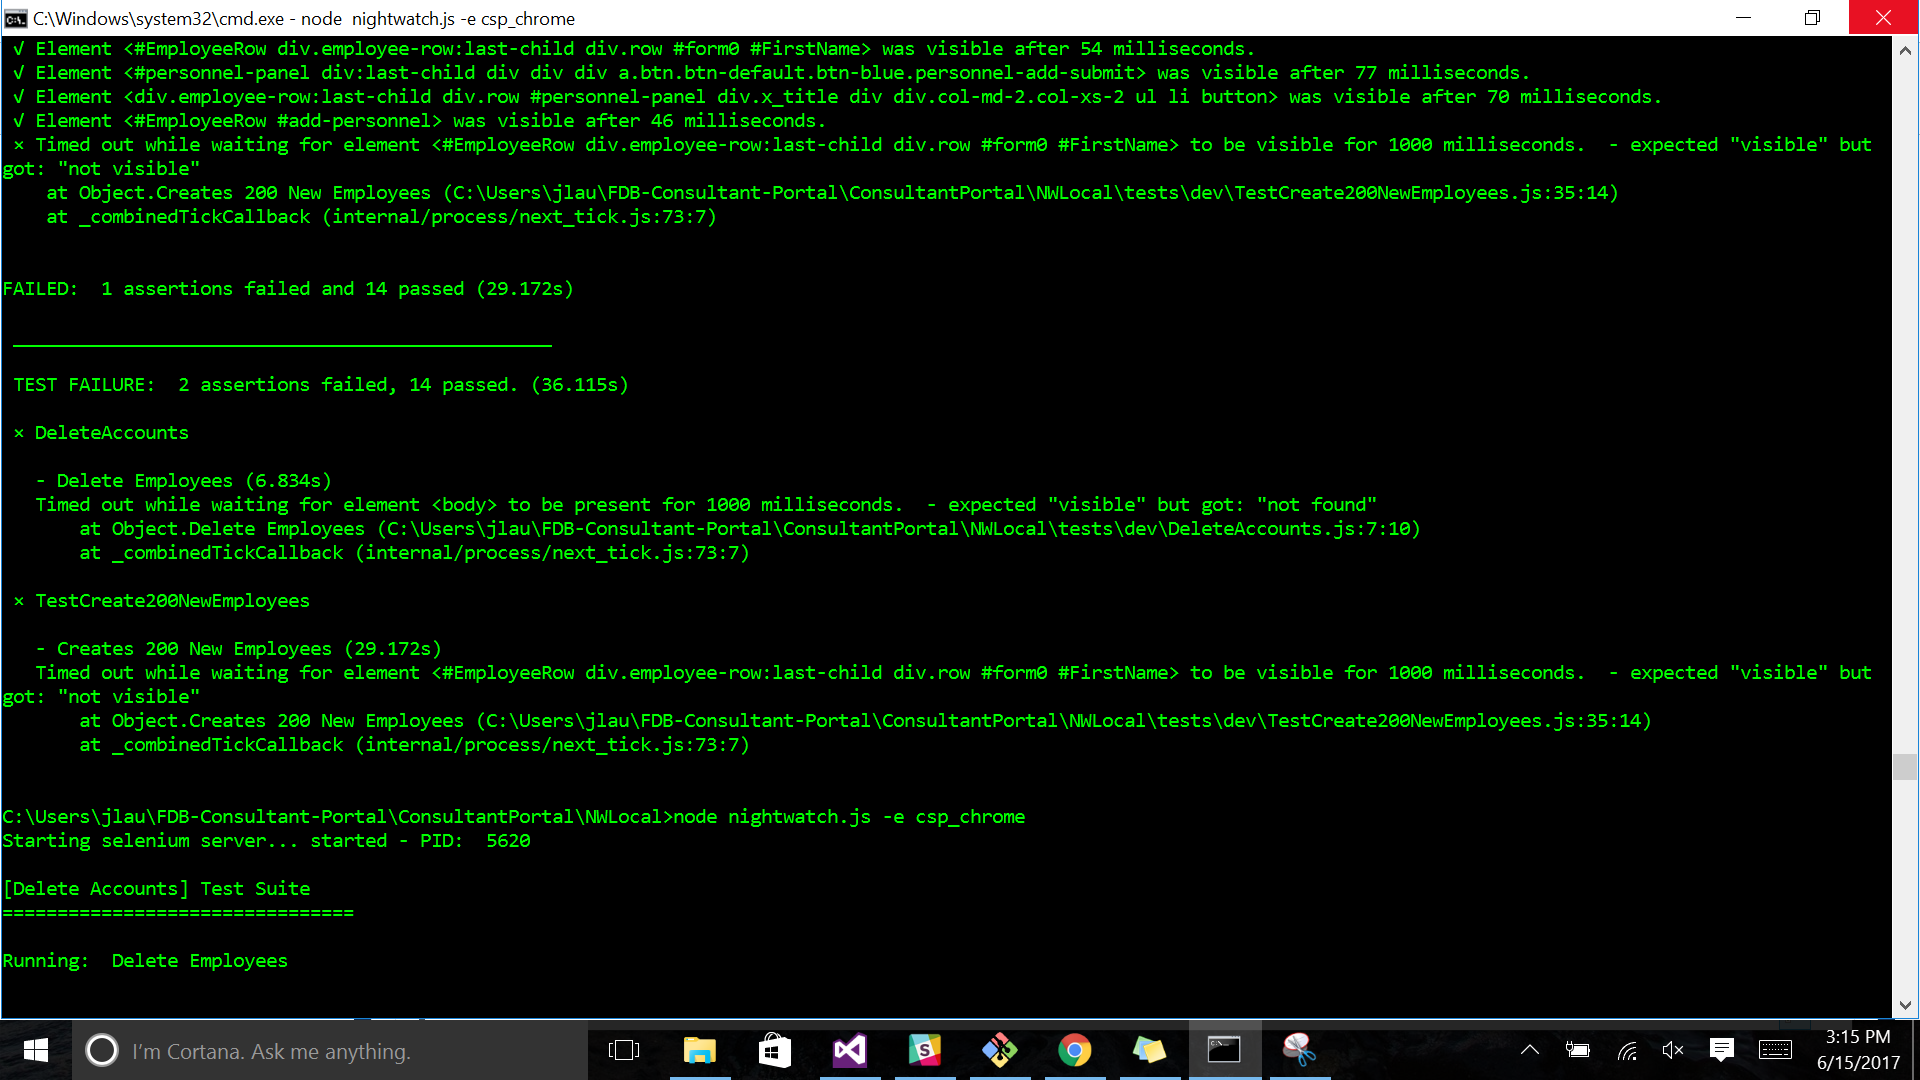 C:\Windows\system32\cmd.exe - node  nightwatch.js -e csp_chrome
√ Element <#EmployeeRow div.employee-row:last-child div.row #form0 #FirstName> was visible after 54 milliseconds.
√ Element <#personnel-panel div:last-child div div div a.btn.btn-default.btn-blue.personnel-add-submit> was visible after 77 milliseconds.
√ Element <div.employee-row:last-child div.row #personnel-panel div.x_title div div.col-md-2.col-xs-2 ul li button> was visible after 70 milliseconds.
√ Element <#EmployeeRow #add-personnel> was visible after 46 milliseconds.
× Timed out while waiting for element <#EmployeeRow div.employee-row:last-child div.row #form0 #FirstName> to be visible for 1000 milliseconds.  - expected "visible" but
got: "not visible"
at Object.Creates 200 New Employees (C:\Users\jlau\FDB-Consultant-Portal\ConsultantPortal\NWLocal\tests\dev\TestCreate200NewEmployees.js:35:14)
at _combinedTickCallback (internal/process/next_tick.js:73:7)
FAILED:  1 assertions failed and 14 passed (29.172s)
_________________________________________________
TEST FAILURE:  2 assertions failed, 14 passed. (36.115s)
× DeleteAccounts
- Delete Employees (6.834s)
Timed out while waiting for element <body> to be present for 1000 milliseconds.  - expected "visible" but got: "not found"
at Object.Delete Employees (C:\Users\jlau\FDB-Consultant-Portal\ConsultantPortal\NWLocal\tests\dev\DeleteAccounts.js:7:10)
at _combinedTickCallback (internal/process/next_tick.js:73:7)
× TestCreate200NewEmployees
- Creates 200 New Employees (29.172s)
Timed out while waiting for element <#EmployeeRow div.employee-row:last-child div.row #form0 #FirstName> to be visible for 1000 milliseconds.  - expected "visible" but
got: "not visible"
at Object.Creates 200 New Employees (C:\Users\jlau\FDB-Consultant-Portal\ConsultantPortal\NWLocal\tests\dev\TestCreate200NewEmployees.js:35:14)
at _combinedTickCallback (internal/process/next_tick.js:73:7)
C:\Users\jlau\FDB-Consultant-Portal\ConsultantPortal\NWLocal>node nightwatch.js -e csp_chrome
Starting selenium server... started - PID:  5620
[Delete Accounts] Test Suite
================================
Running:  Delete Employees
I'm Cortana. Ask me anything.
3:15 PM
6/15/2017